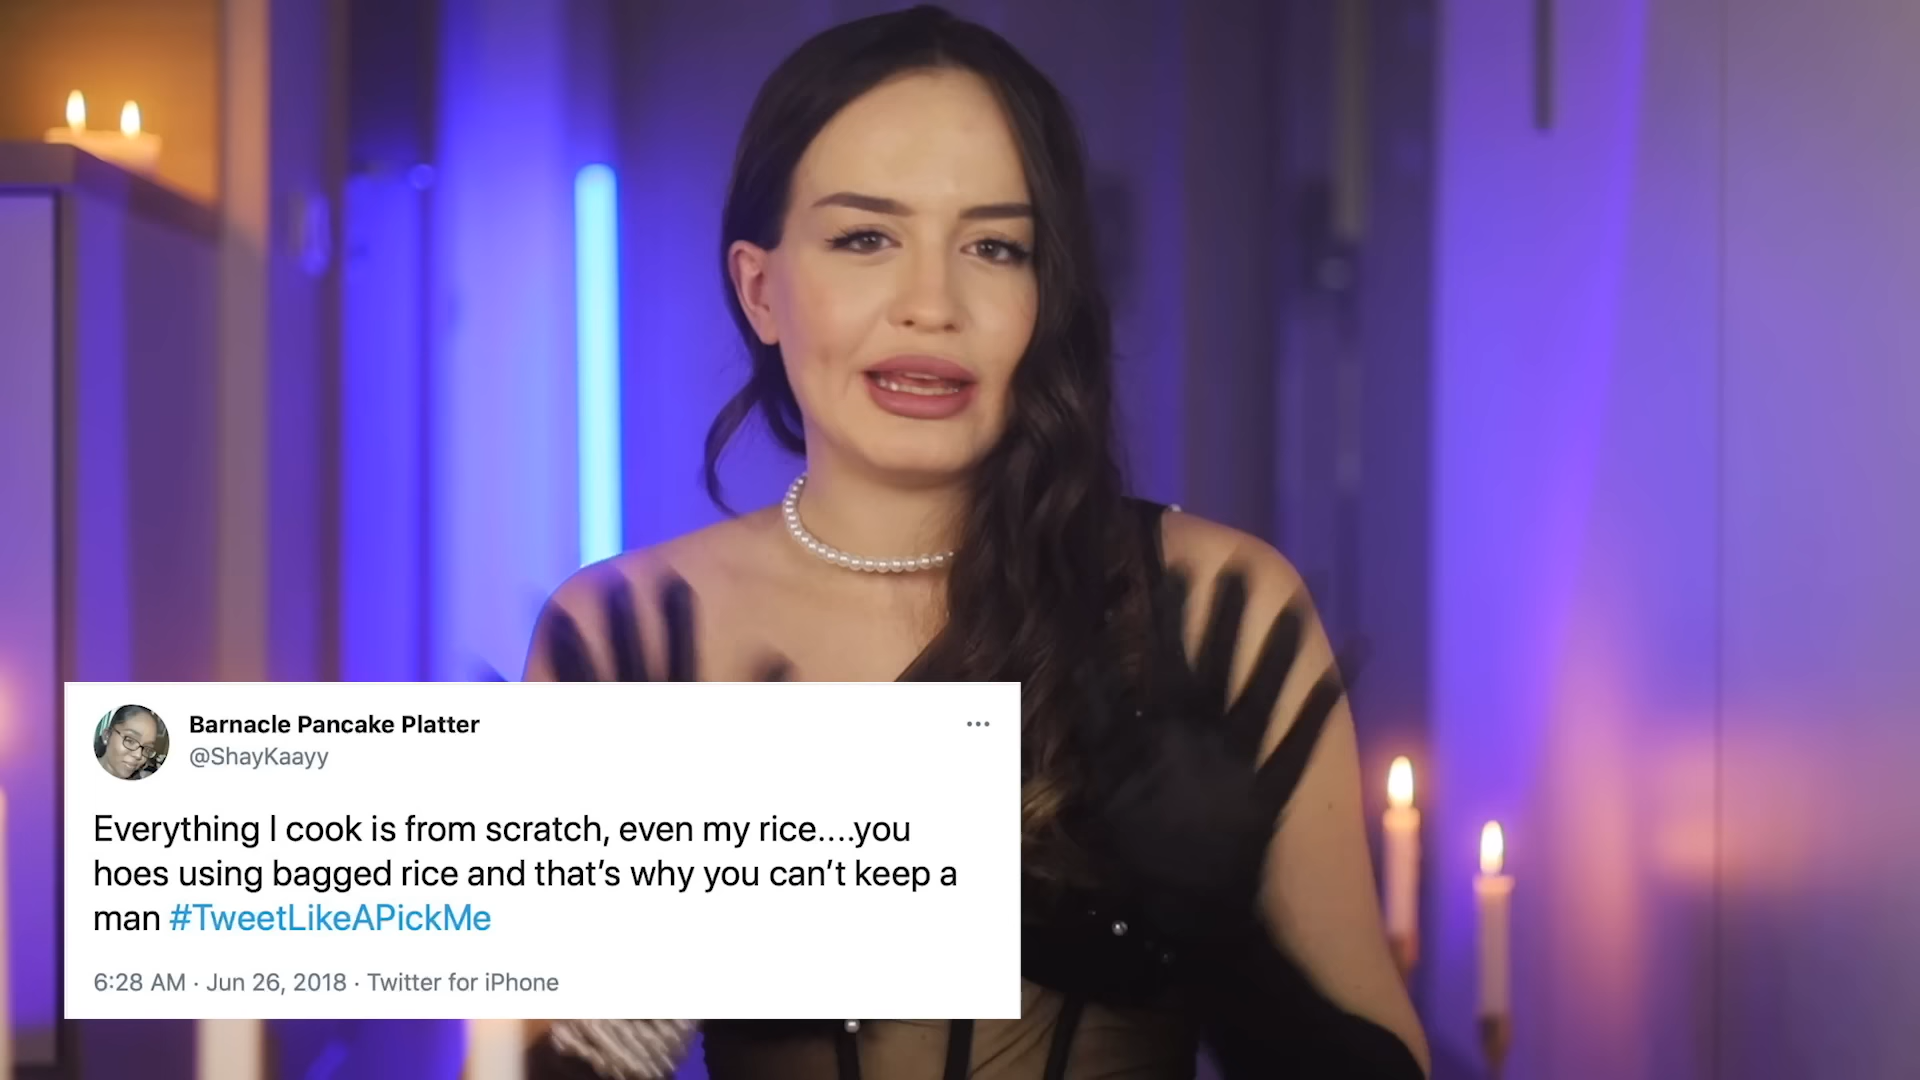 Barnacle Pancake Platter
@ShayKaayy
Everything I cook is from scratch, even my rice....you
hoes using bagged rice and that's why you can't keep a
man #TweetLikeAPickMe
6:28 AM · Jun 26, 2018 · Twitter for iPhone